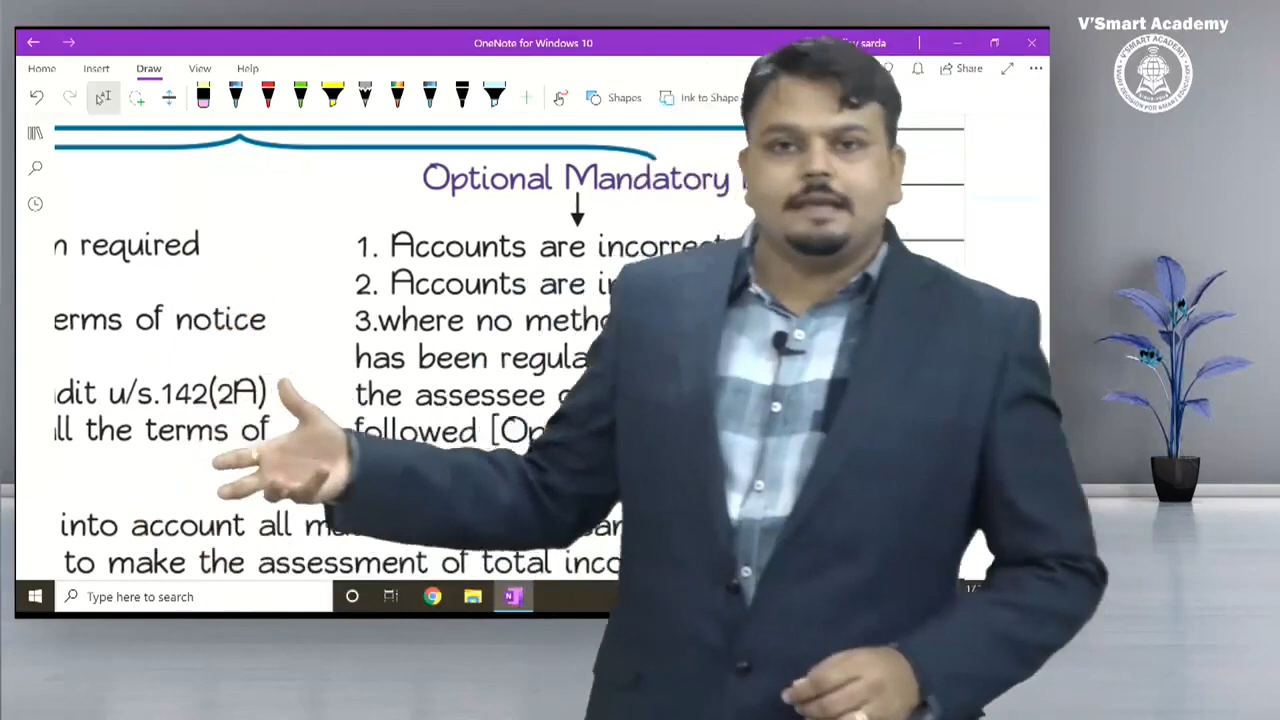 V'Smart Academy
OneNote for Windows 10
sarda
Home Insert Draw View Help
Share
Shapes
Ink to Shape
Optional Mandatory
n required
1. Accounts are incorrect
2. Accounts are
erms of notice
3.where no metho
has been regula
dit u/s.142(2A)
the assessee
ll the terms of
followed [Op
into account all
to make the assessment of total inco
Type here to search